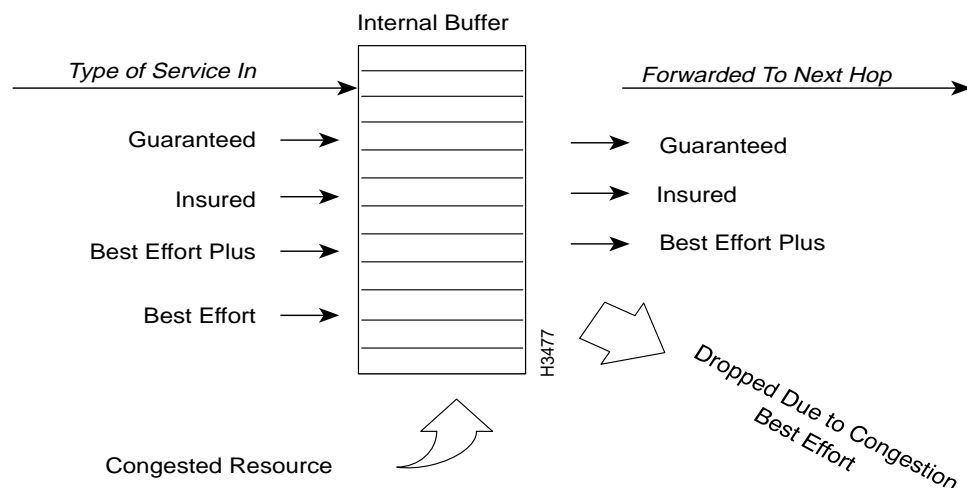 Internal Buffer
Type of Service In
Forwarded To Next Hop
Guaranteed
Guaranteed
Insured
Insured
Best Effort Plus
Best Effort Plus
Best Effort
H3477
Dropped Due to Congestion
Best Effort
Congested Resource